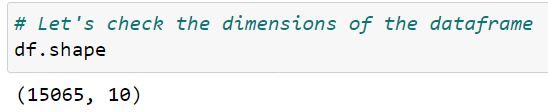 # Let's check the dimensions of the dataframe
df.shape
(15065, 10)